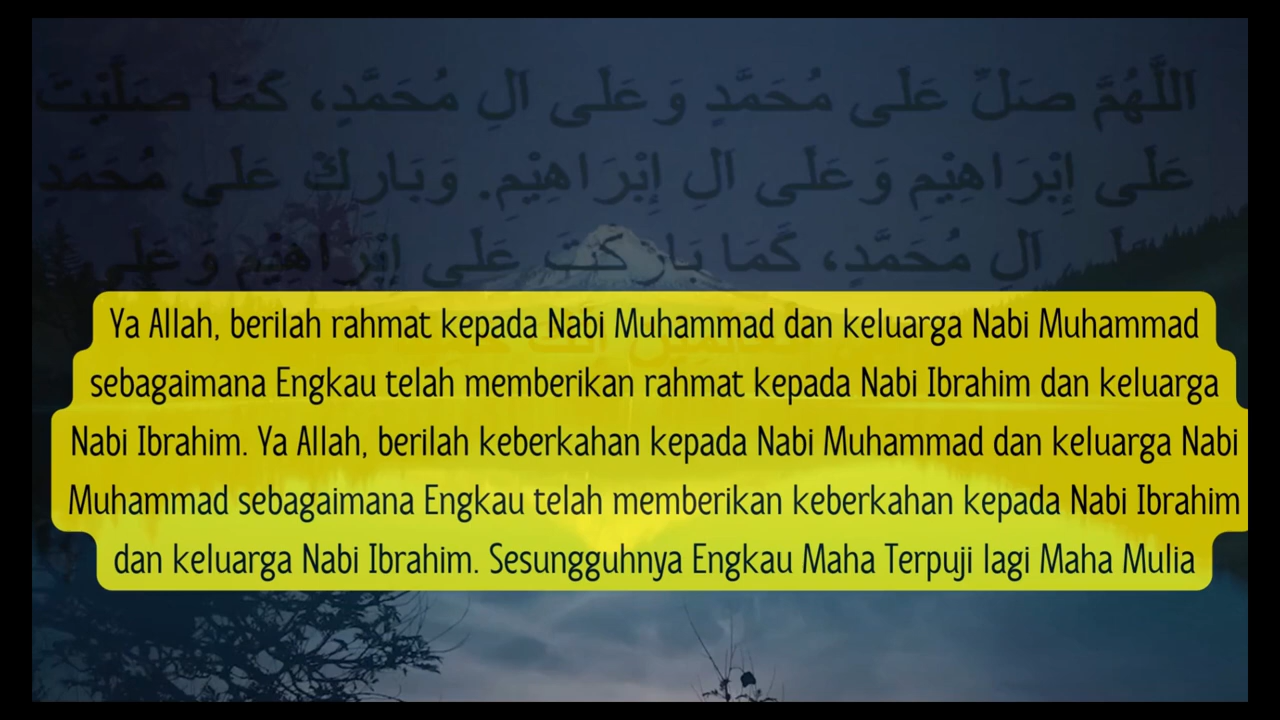 اللَّهُمَّ صَلِّ عَلَى مُحَمَّدٍ وَعَلَى آلِ مُحَمَّدٍ، كَمَا صَلَّيْتَ
عَلَى إِبْرَاهِيْمِ وَعَلَى آلِ إِبْرَاهِيْمِ. وَبَارِكْ عَلَى مُحَمَّدٍ
آلِ مُحَمَّدٍ، كَمَا بَارَكْتَ عَلَى إِبْرَاهِيْمِ وَعَلَى
Ya Allah, berilah rahmat kepada Nabi Muhammad dan keluarga Nabi Muhammad
sebagaimana Engkau telah memberikan rahmat kepada Nabi Ibrahim dan keluarga
Nabi Ibrahim. Ya Allah, berilah keberkahan kepada Nabi Muhammad dan keluarga Nabi
Muhammad sebagaimana Engkau telah memberikan keberkahan kepada Nabi Ibrahim
dan keluarga Nabi Ibrahim. Sesungguhnya Engkau Maha Terpuji lagi Maha Mulia